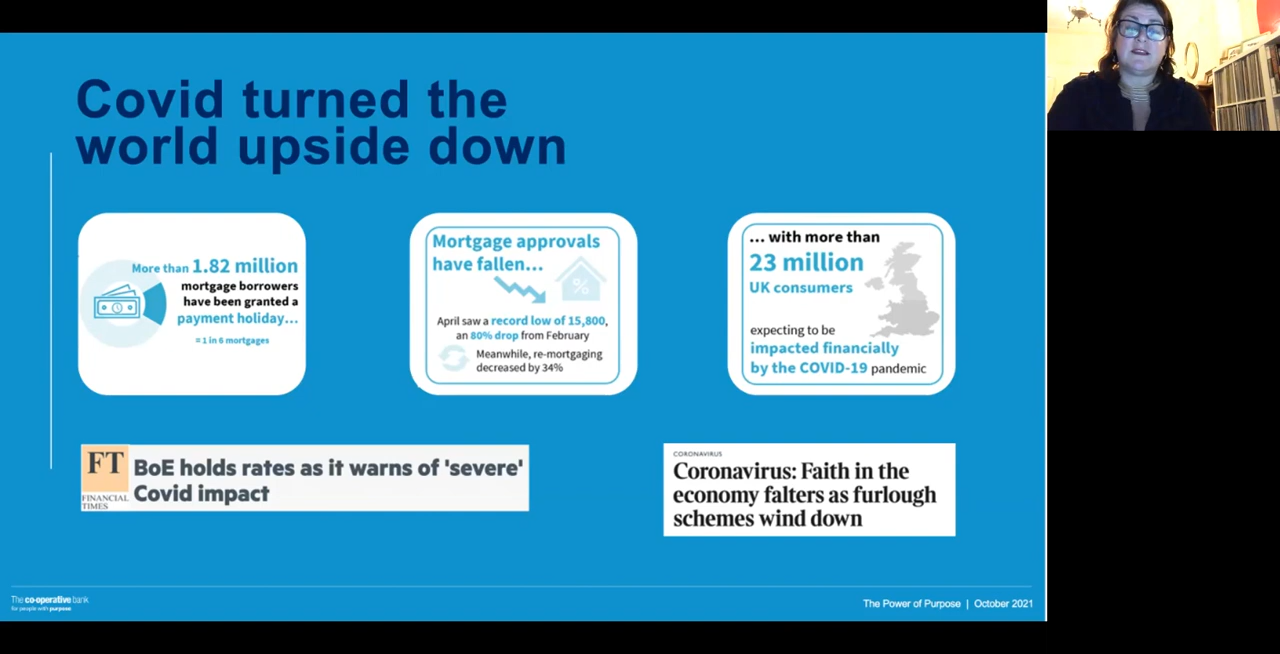 Covid turned the
world upside down
More than 1.82 million
mortgage borrowers
have been granted a
payment holiday...
= 1 in 6 mortgages
Mortgage approvals
have fallen...
%
April saw a record low of 15,800,
an 80% drop from February
Meanwhile, re-mortgaging
decreased by 34%
... with more than
23 million
UK consumers
expecting to be
impacted financially
by the COVID-19 pandemic
FT
FINANCIAL
TIMES
BoE holds rates as it warns of 'severe'
Covid impact
CORONAVIRUS
Coronavirus: Faith in the
economy falters as furlough
schemes wind down
The co-operative bank
for people with purpose
The Power of Purpose | October 2021